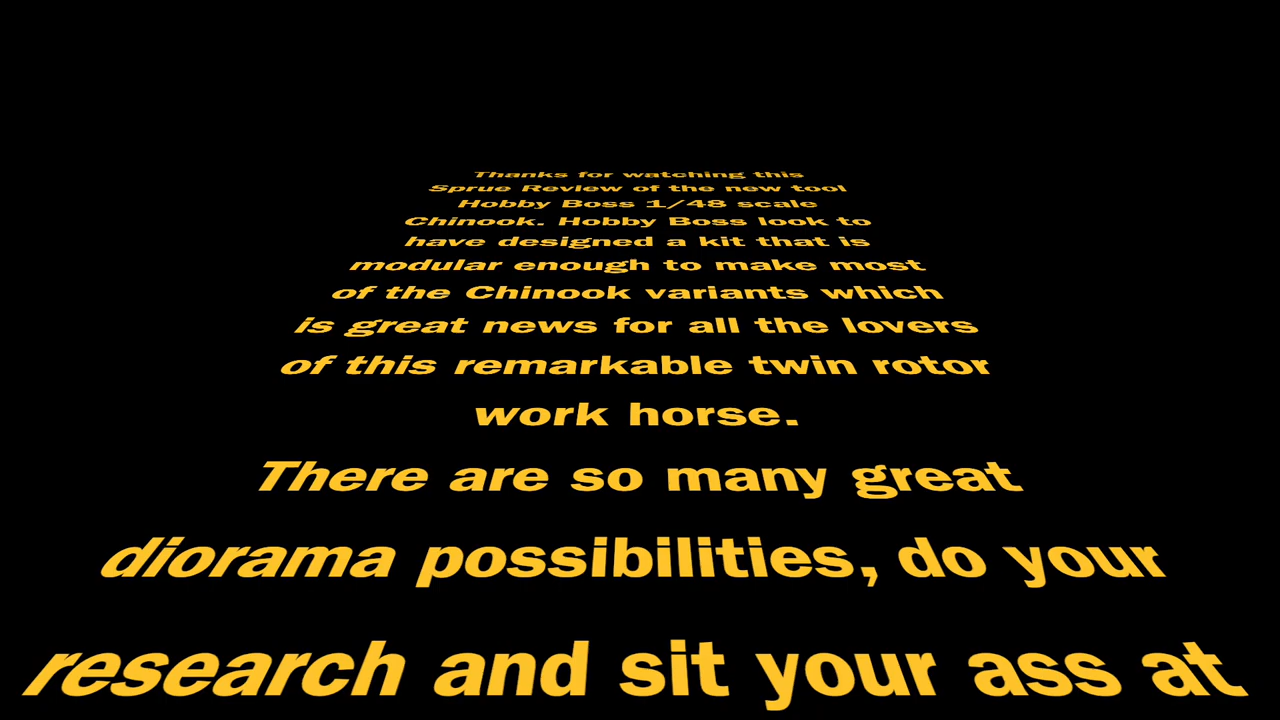 Thanks for watching this
Sprue Review of the new tool
Hobby Boss 1/48 scale
Chinook. Hobby Boss look to
have designed a kit that is
modular enough to make most
of the Chinook variants which
is great news for all the lovers
of this remarkable twin rotor
work horse.
There are so many great
diorama possibilities, do your
research and sit your ass at